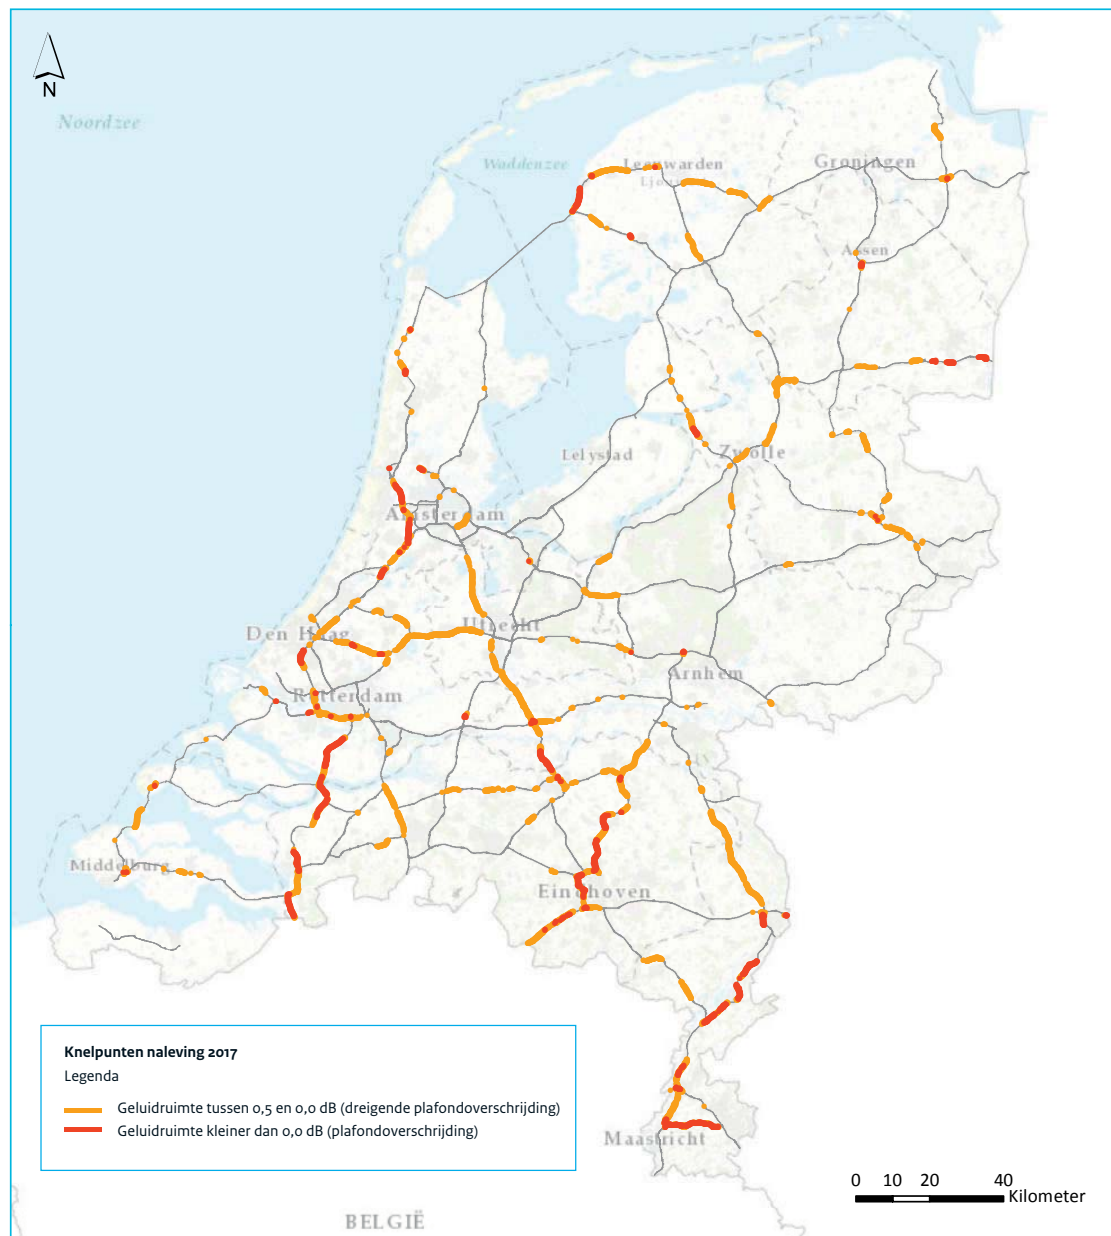 N
Noordzee
Waddenzee
Leeuwarden
Groningen
Assen
Lelystad
Zwolle
Amsterdam
Den Haag
Utrecht
Arnhem
Rotterdam
Middelburg
Eindhoven
Maastricht
BELGIË
Knelpunten naleving 2017
Legenda
Geluidruimte tussen 0,5 en 0,0 dB (dreigende plafondoverschrijding)
Geluidruimte kleiner dan 0,0 dB (plafondoverschrijding)
0 10 20 40
Kilometer